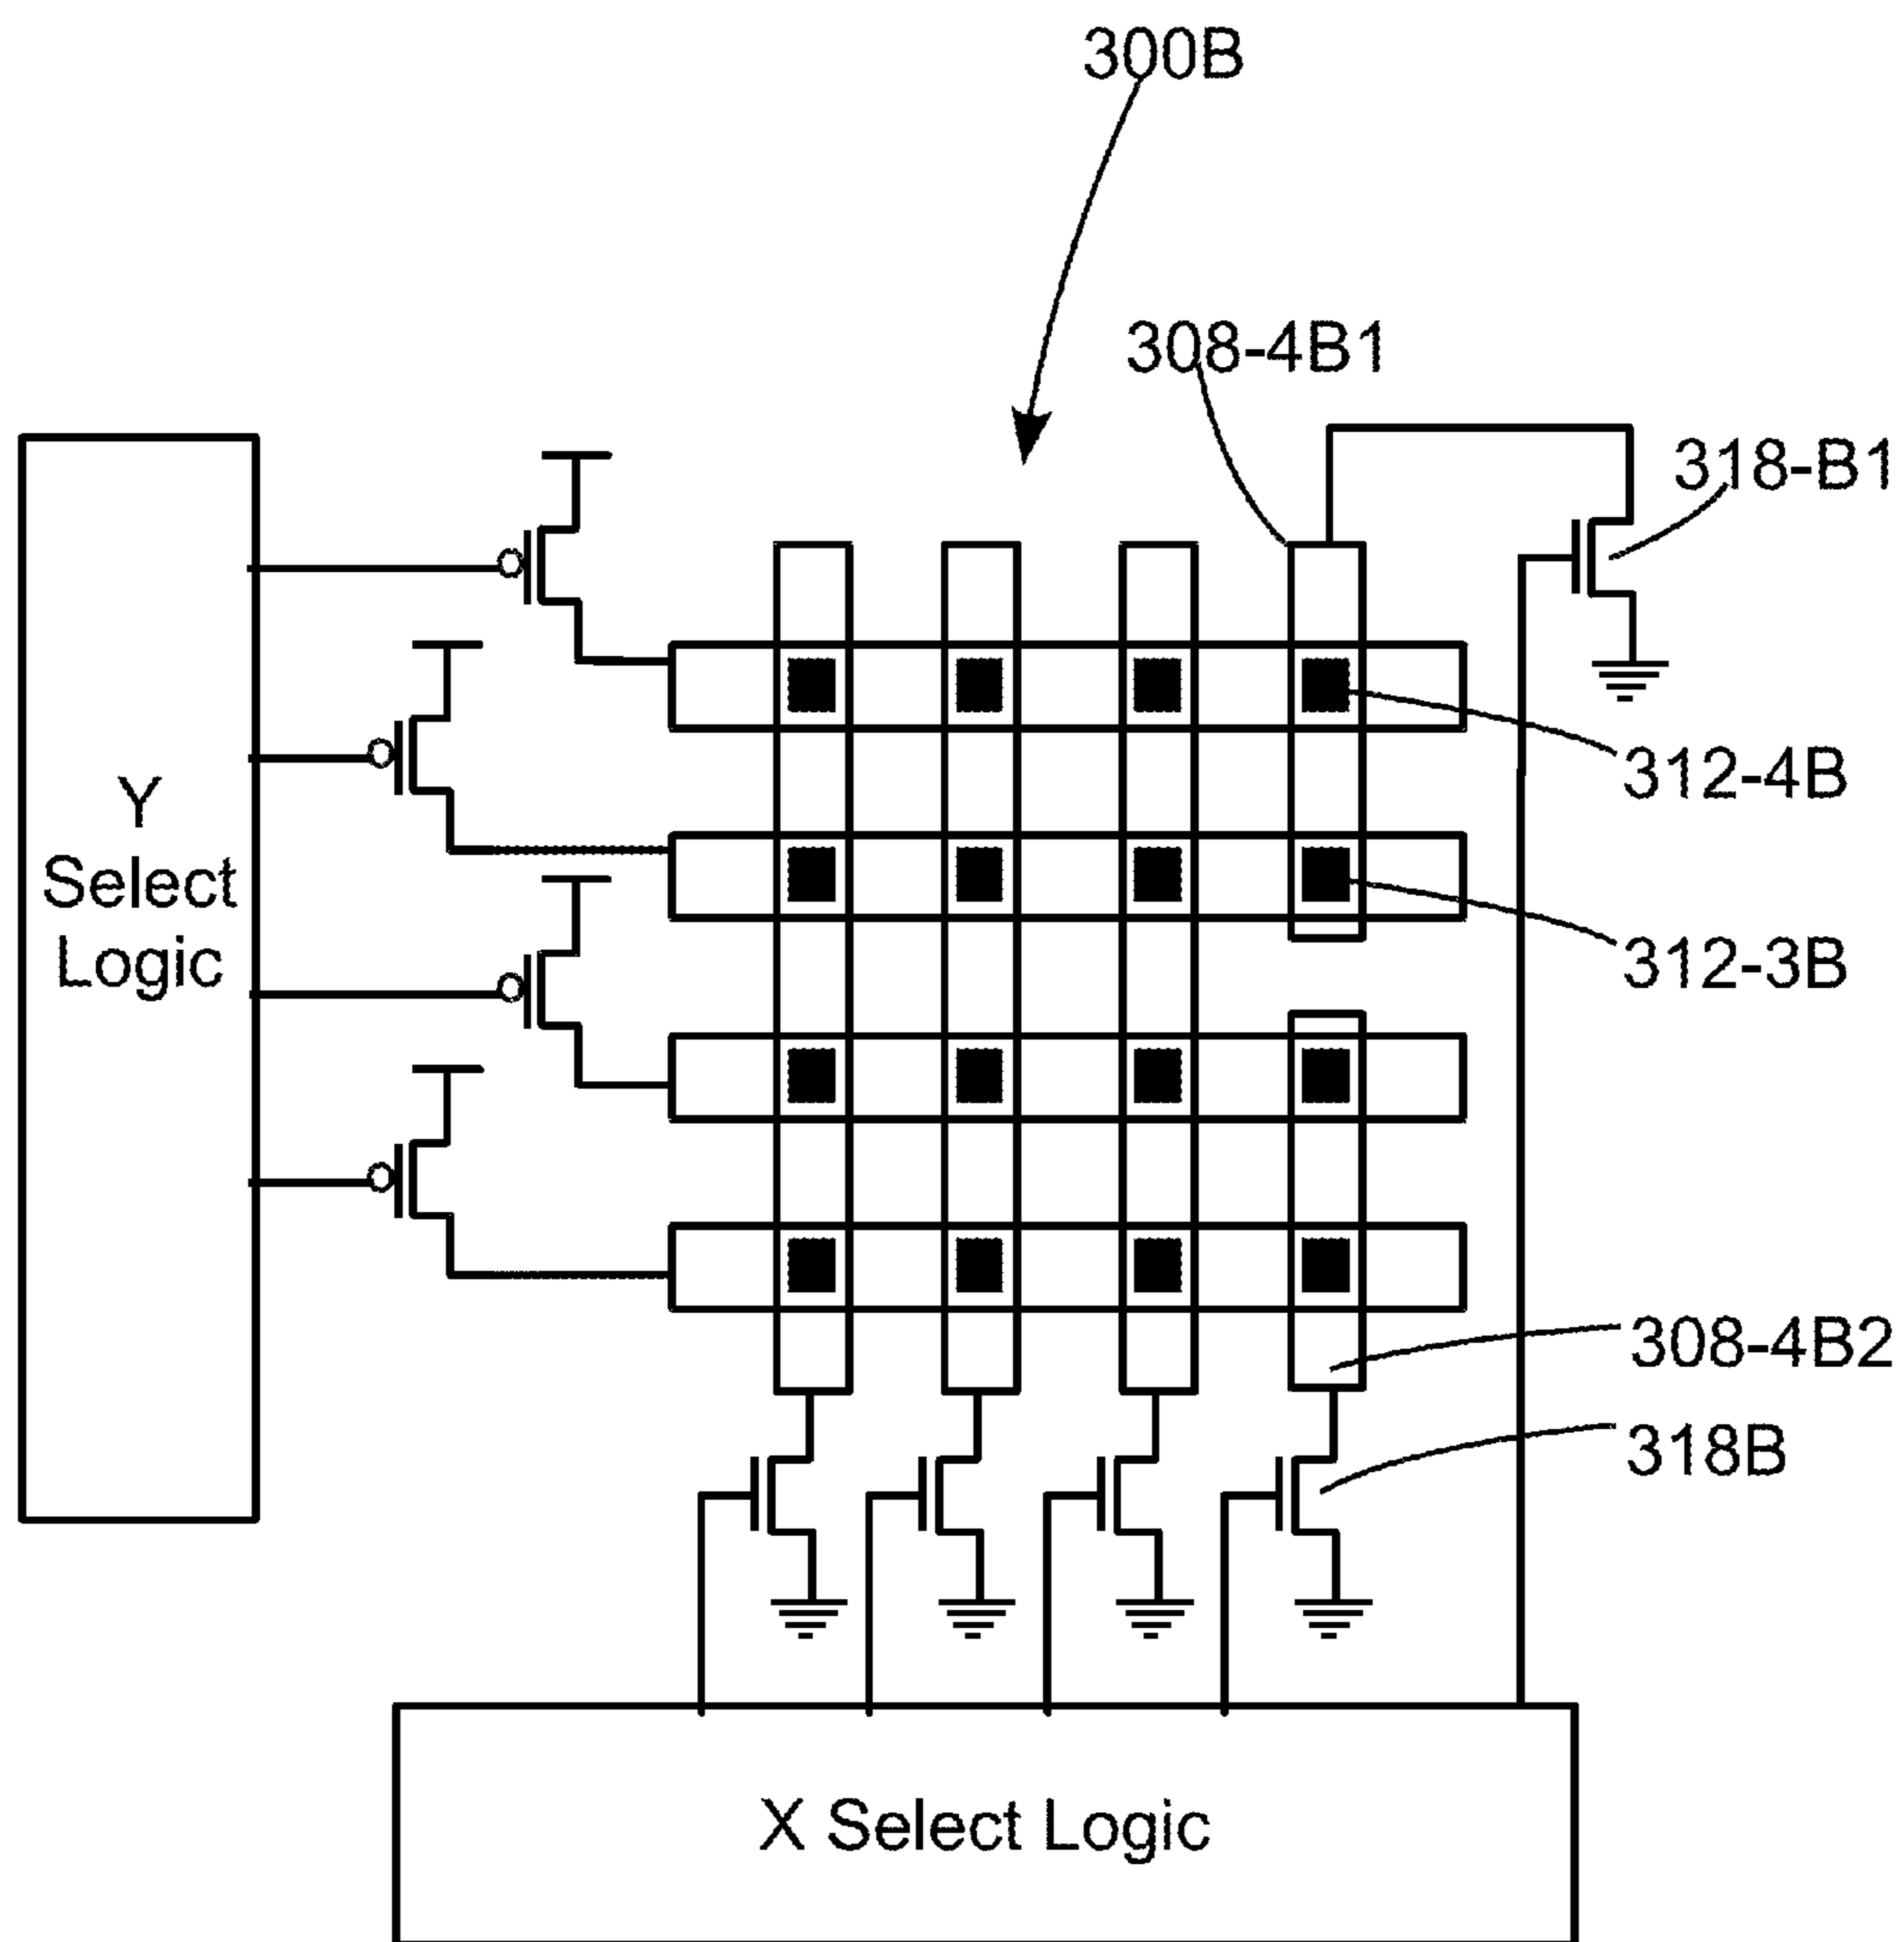 300B
308-4B1
318-B1
312-4B
Y
Select
Logic
312-3B
308-4B2
318B
X Select Logic